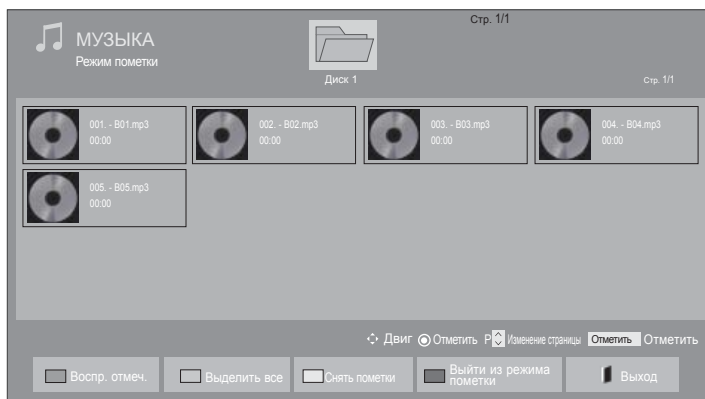 Стр. 1/1
МУЗЫКА
Режим пометки
Диск 1
Стр. 1/1
001. - B01.mp3
00:00
002. - B02.mp3
00:00
003. - B03.mp3
00:00
004. - B04.mp3
00:00
005. - B05.mp3
00:00
Двиг Отметить P Изменение страницы Отметить Отметить
Воспр. отмеч. Выделить все Снять пометки Выйти из режима пометки Выход